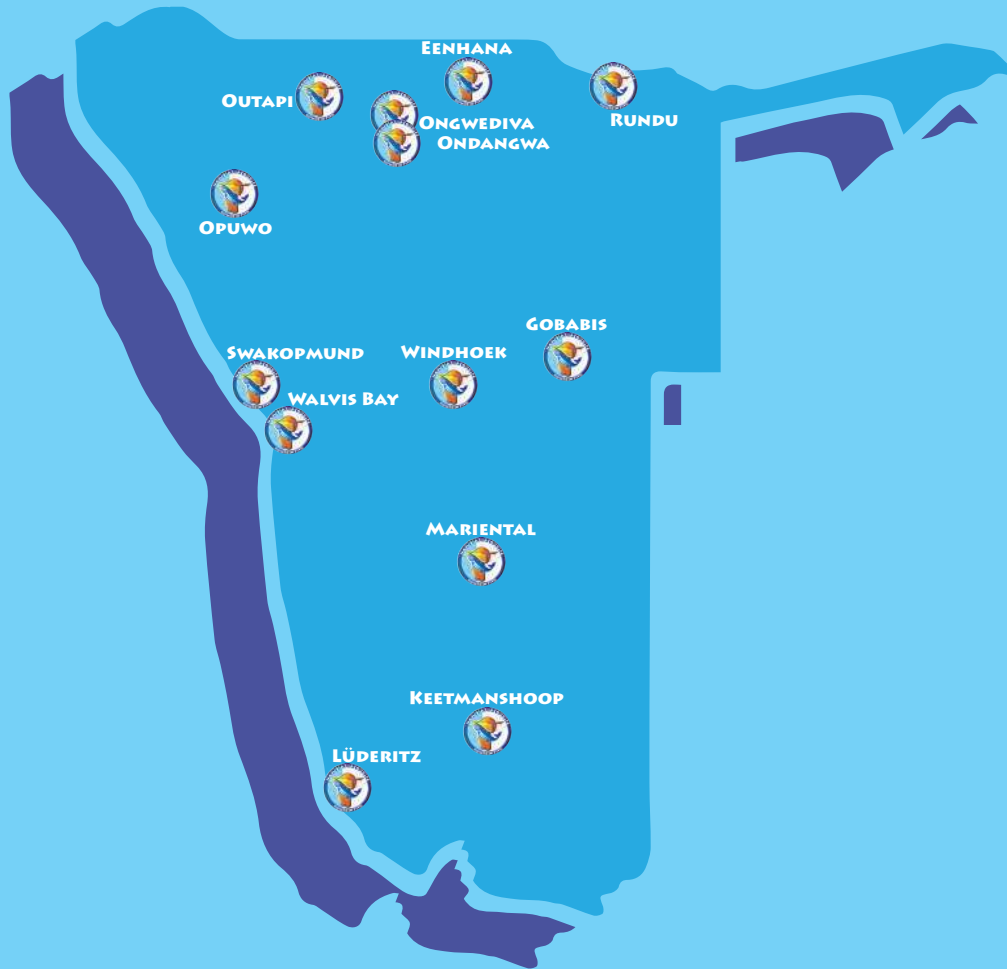 Eenhana
Outapi
Ongwediva
Rundu
Ondangwa
Opuwo
Gobabis
Swakopmund
Windhoek
Walvis Bay
Mariental
Keetmanshoop
Lüderitz